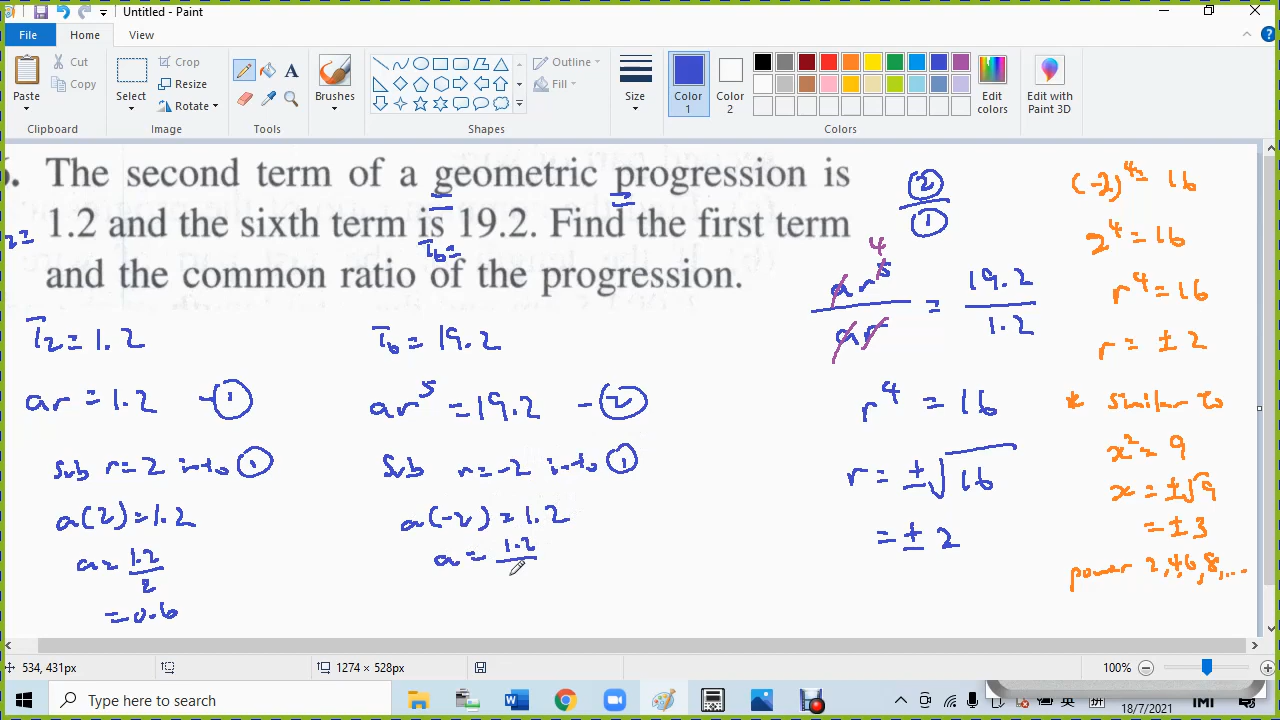 Untitled - Paint
File Home View
Paste
Cut
Copy
Clipboard
Select
Crop
Resize
Rotate
Image
A
Tools
Brushes
Shapes
Outline
Fill
Size
Color 1
Color 2
Edit colors
Colors
Edit with Paint 3D
The second term of a geometric progression is
1.2 and the sixth term is 19.2. Find the first term
T6=
and the common ratio of the progression.
T2 = 1.2
ar = 1.2 - ①
Sub r = 2 into ①
a(2) = 1.2
a = 1.2/2
= 0.6
T6 = 19.2
ar^5 = 19.2 - ②
Sub r = -2 into ①
a(-2) = 1.2
a = 1.2
②/①
ar^5/ar = 19.2/1.2
4
r^4 = 16
r = ±√16
= ± 2
(-2)^4 = 16
2^4 = 16
r^4 = 16
r = ± 2
* similar to
x² = 9
x = ±√9
= ±3
power 2,4,6,8,...
534, 431px
1274 × 528px
100%
Type here to search
英
拼
18/7/2021